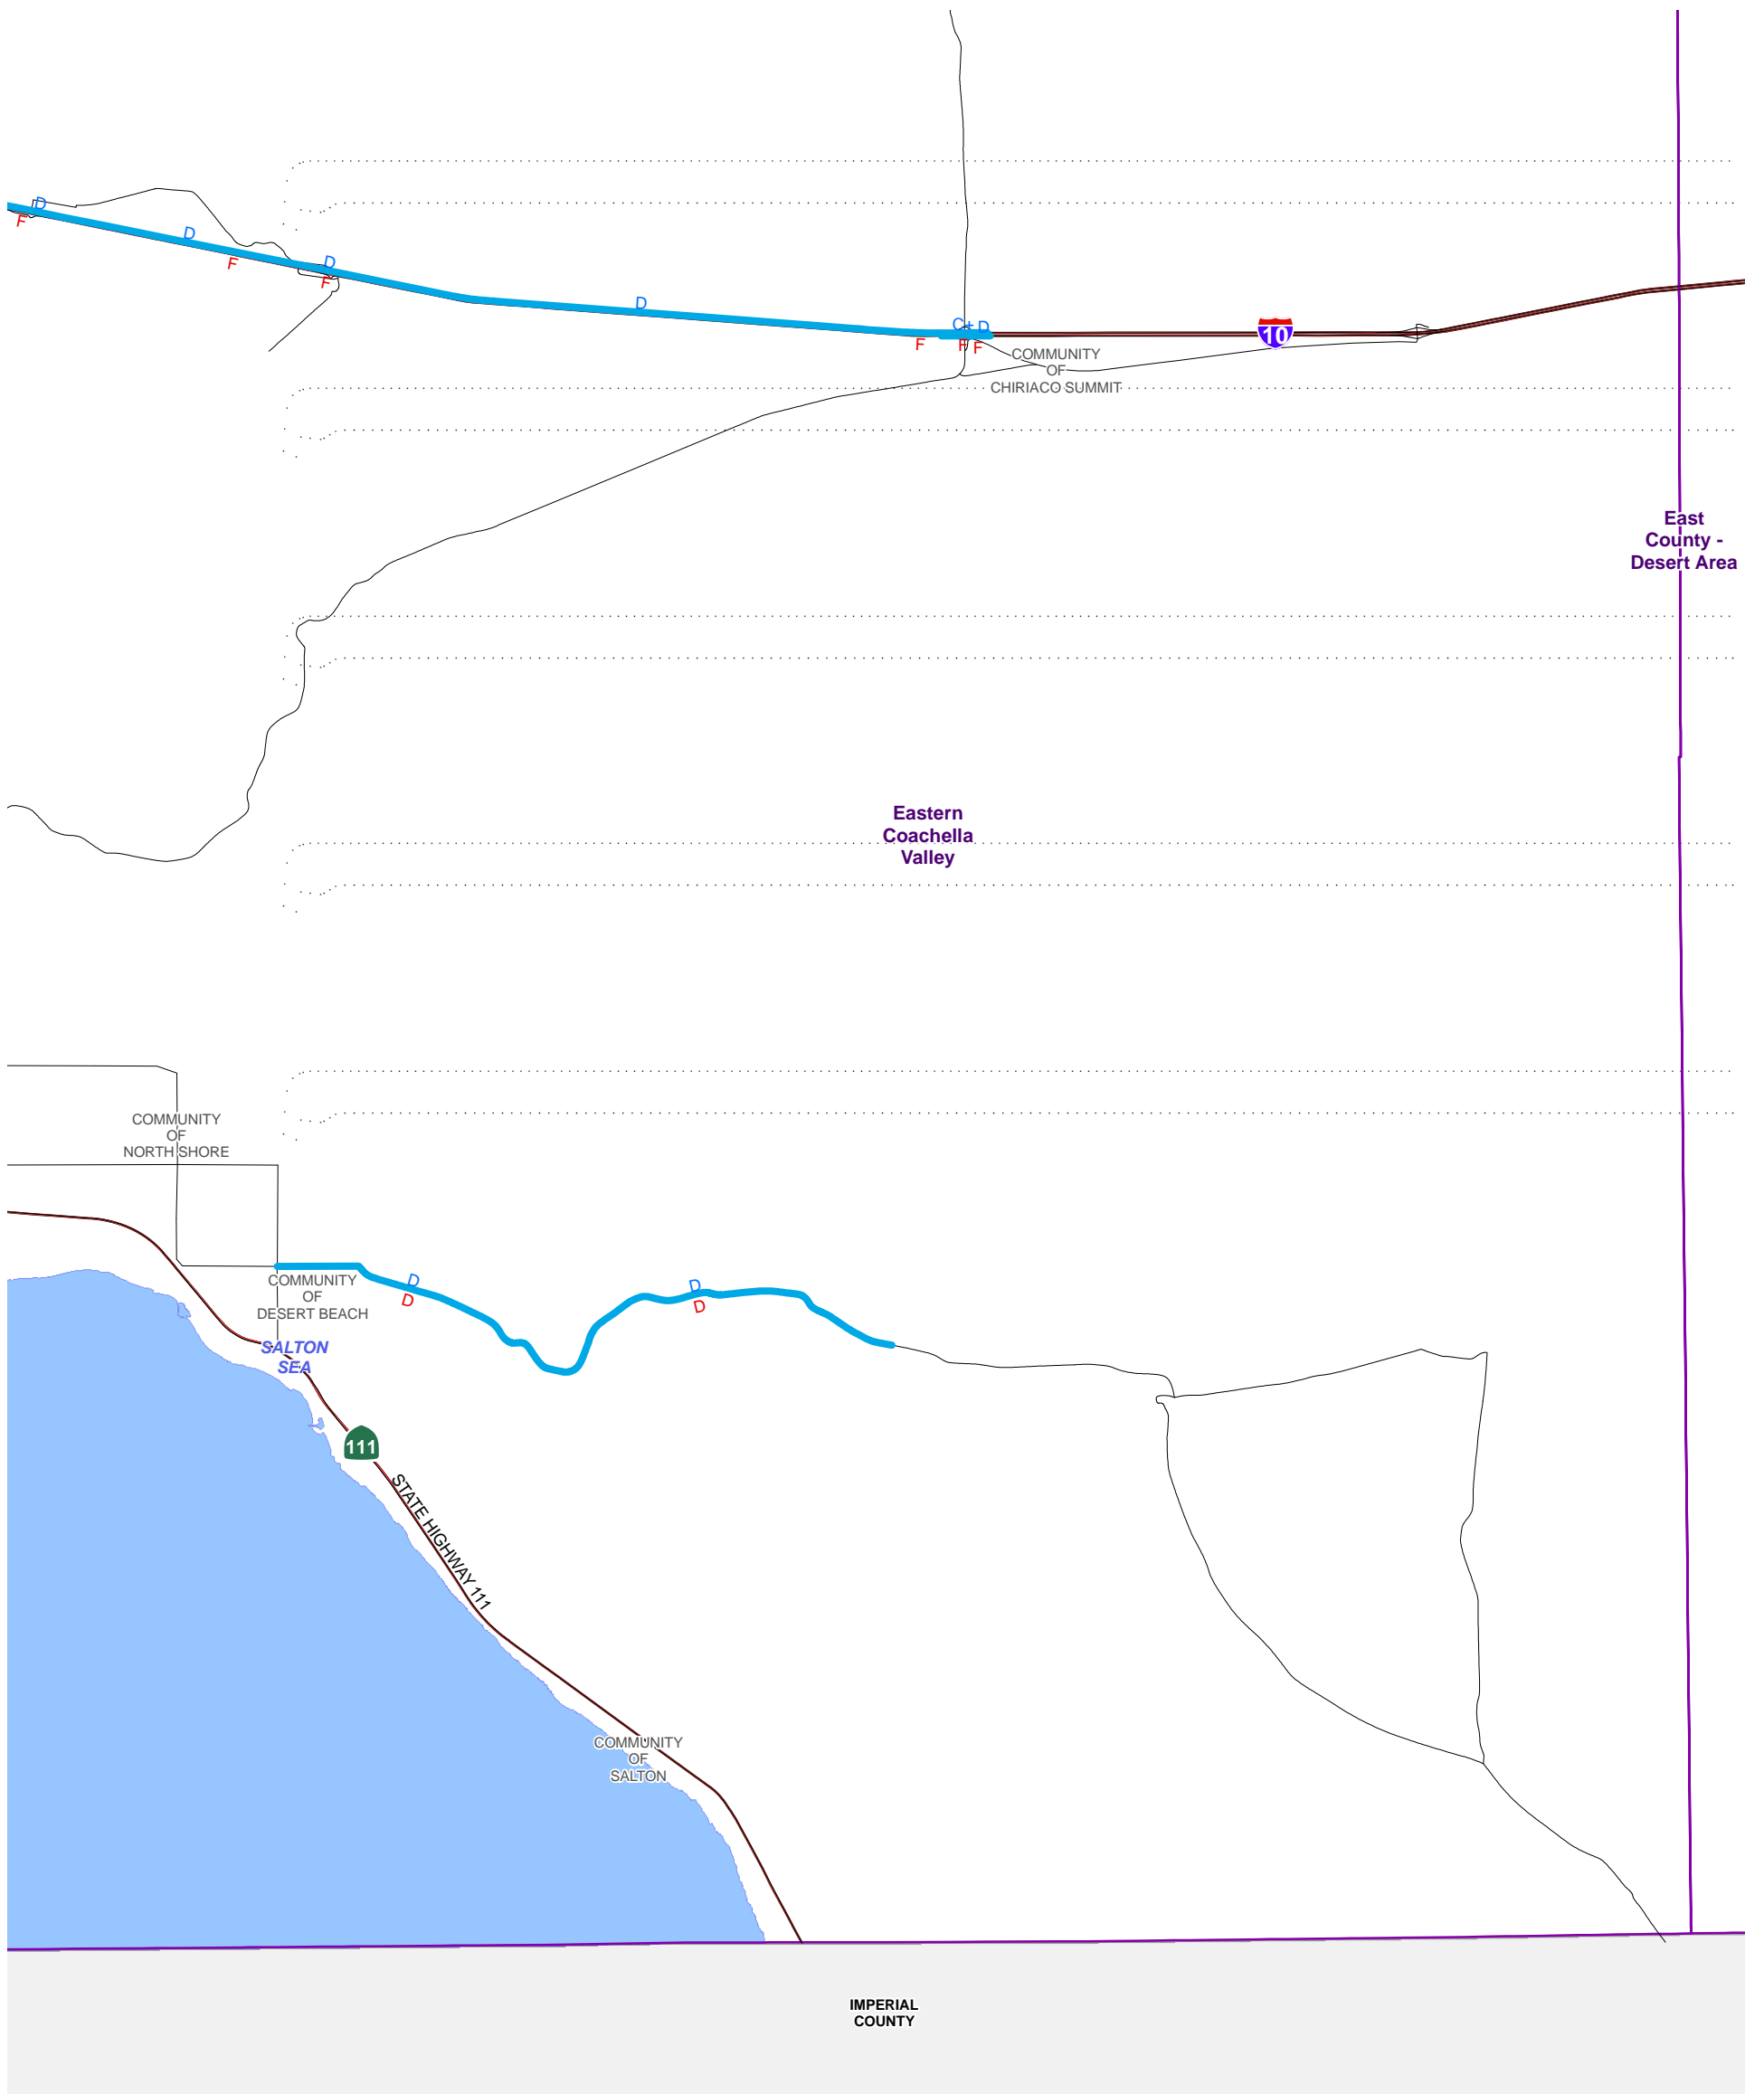 D
F
D
F
D
F
D
C+D
F
F
F
10
COMMUNITY
OF
CHIRIACO SUMMIT
East
County -
Desert Area
Eastern
Coachella
Valley
COMMUNITY
OF
NORTH SHORE
D
D
D
D
COMMUNITY
OF
DESERT BEACH
SALTON
SEA
111
STATE HIGHWAY 111
COMMUNITY
OF
SALTON
IMPERIAL
COUNTY